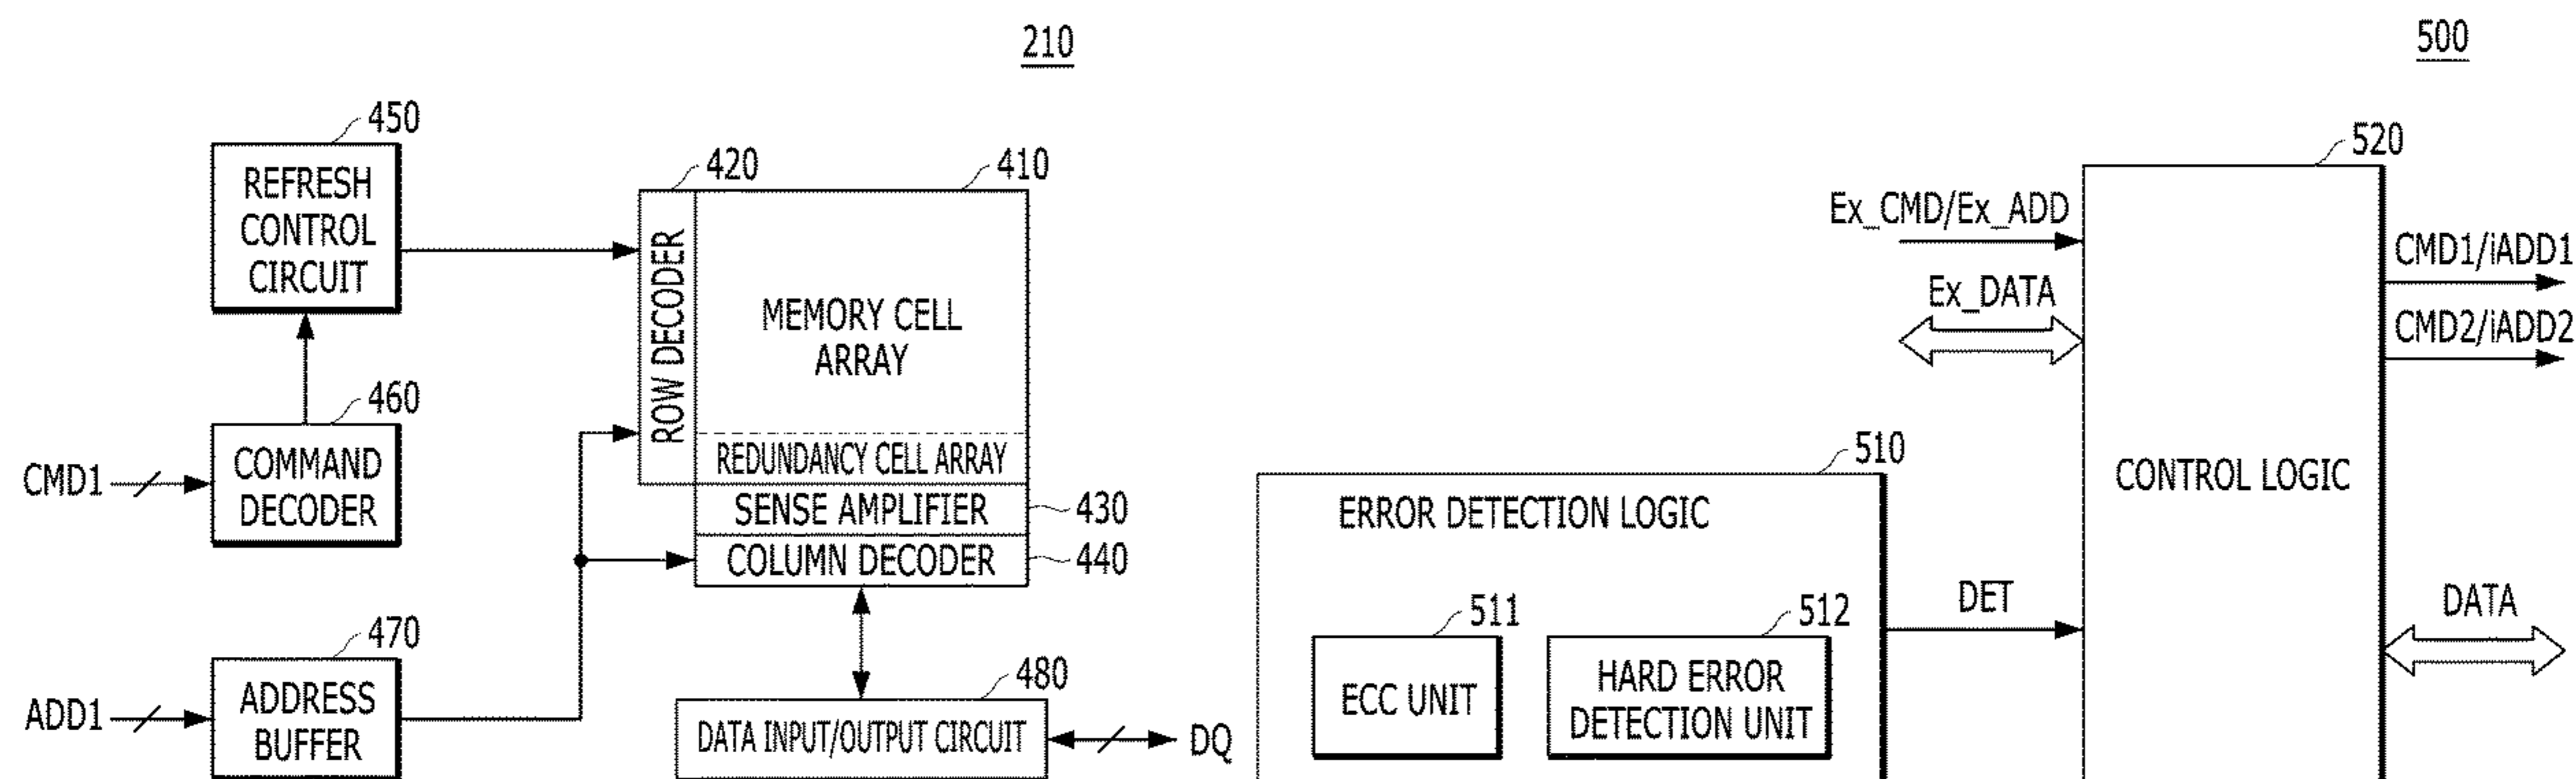 210
450
REFRESH
CONTROL
CIRCUIT
420
410
ROW DECODER
MEMORY CELL
ARRAY
REDUNDANCY CELL ARRAY
SENSE AMPLIFIER
430
COLUMN DECODER
440
460
CMD1
COMMAND
DECODER
470
ADD1
ADDRESS
BUFFER
480
DATA INPUT/OUTPUT CIRCUIT
DQ
500
520
Ex_CMD/Ex_ADD
Ex_DATA
CONTROL LOGIC
CMD1/iADD1
CMD2/iADD2
510
ERROR DETECTION LOGIC
511
ECC UNIT
512
HARD ERROR
DETECTION UNIT
DET
DATA